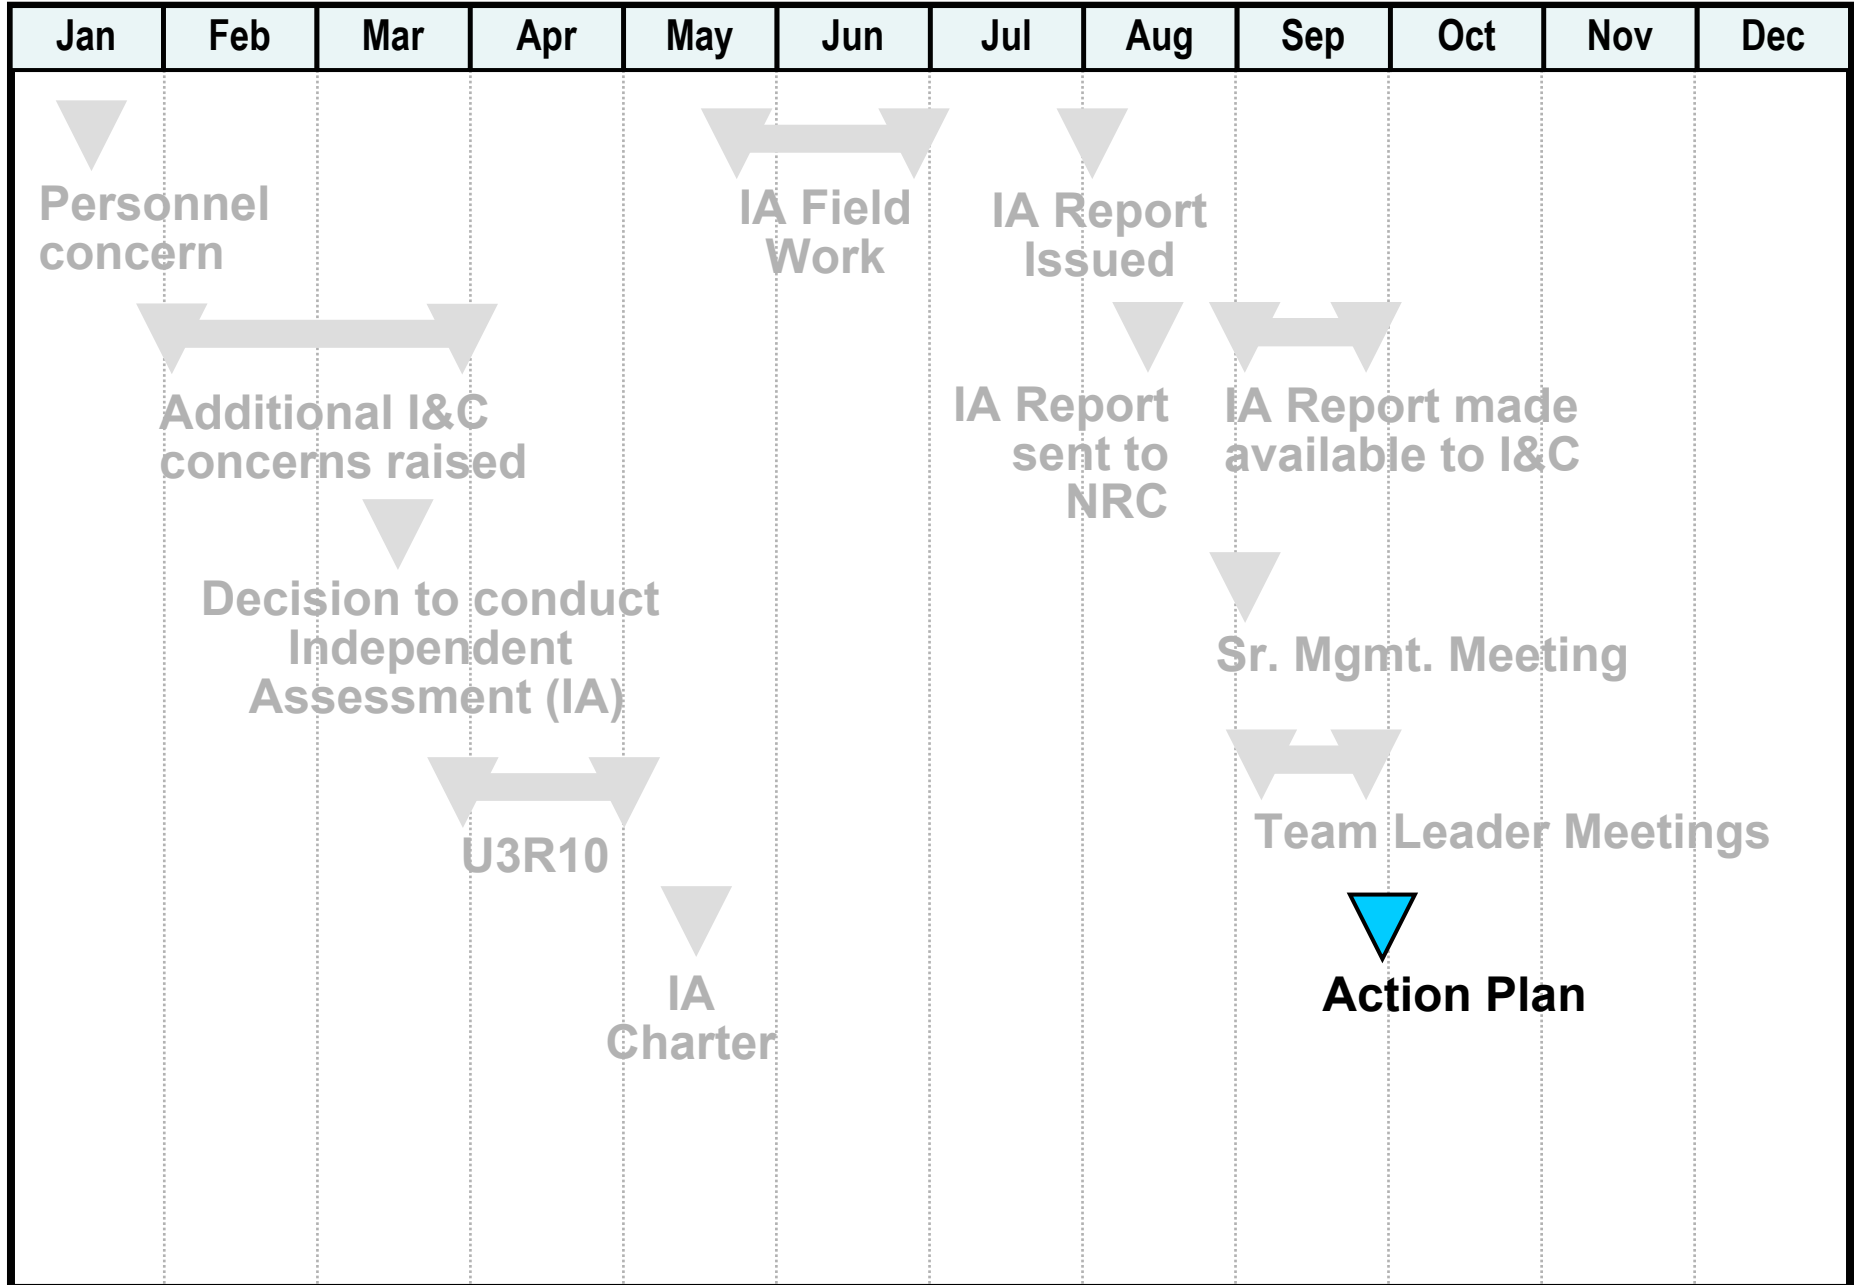 Jan Feb Mar Apr May Jun Jul Aug Sep Oct Nov Dec
Personnel
concern
IA Field
Work
IA Report
Issued
Additional I&C
concerns raised
IA Report
sent to
NRC
IA Report made
available to I&C
Decision to conduct
Independent
Assessment (IA)
Sr. Mgmt. Meeting
U3R10
Team Leader Meetings
IA
Charter
Action Plan